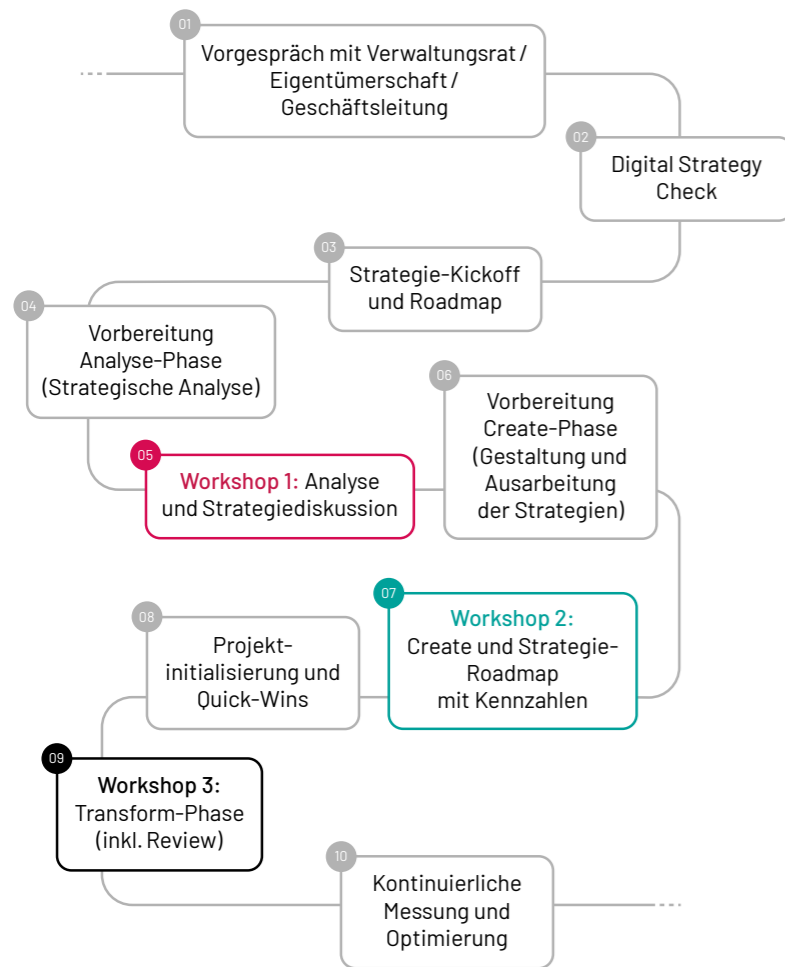 01
Vorgespräch mit Verwaltungsrat /
Eigentümerschaft /
Geschäftsleitung
02
Digital Strategy
Check
03
Strategie-Kickoff
und Roadmap
04
Vorbereitung
Analyse-Phase
(Strategische Analyse)
05
Workshop 1: Analyse
und Strategiediskussion
06
Vorbereitung
Create-Phase
(Gestaltung und
Ausarbeitung
der Strategien)
07
Workshop 2:
Create und Strategie-
Roadmap
mit Kennzahlen
08
Projekt-
initialisierung und
Quick-Wins
09
Workshop 3:
Transform-Phase
(inkl. Review)
10
Kontinuierliche
Messung und
Optimierung